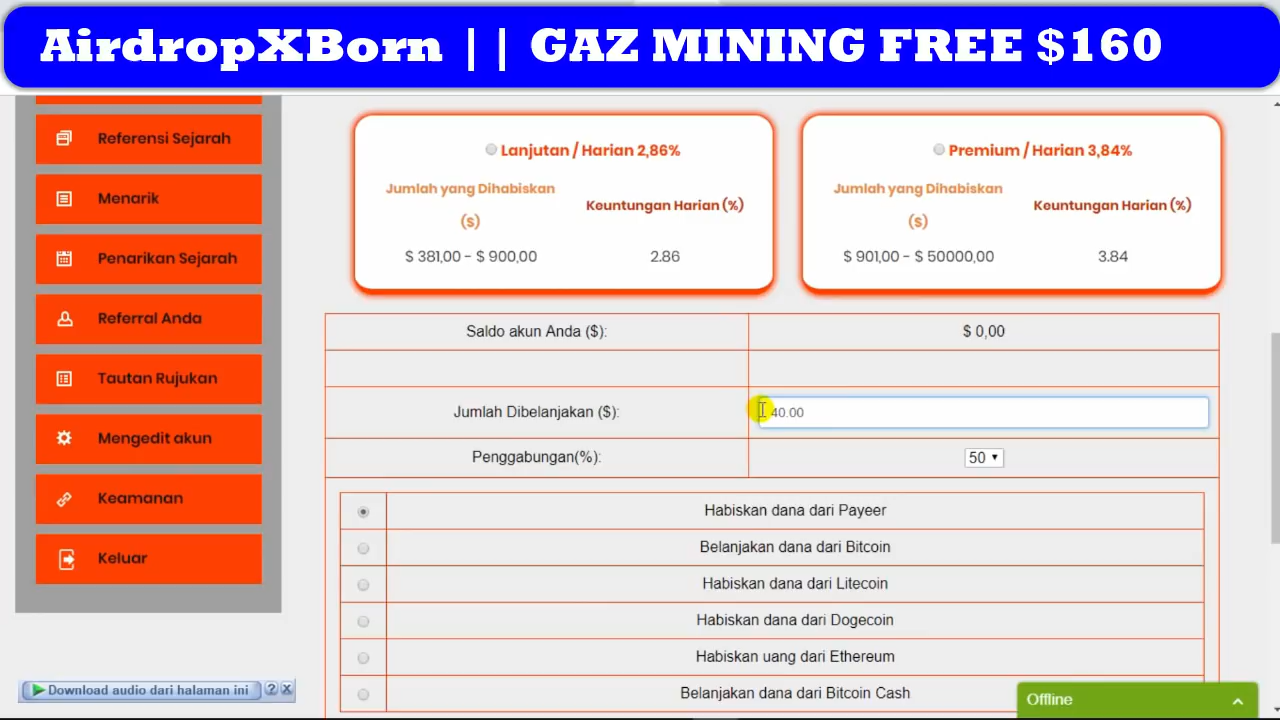 AirdropXBorn || GAZ MINING FREE $160
Referensi Sejarah
Menarik
Penarikan Sejarah
Referral Anda
Tautan Rujukan
Mengedit akun
Keamanan
Keluar
Lanjutan / Harian 2,86%
Jumlah yang Dihabiskan
($)
Keuntungan Harian (%)
$ 381,00 - $ 900,00
2.86
Premium / Harian 3,84%
Jumlah yang Dihabiskan
($)
Keuntungan Harian (%)
$ 901,00 - $ 50000,00
3.84
Saldo akun Anda ($):
$ 0,00
Jumlah Dibelanjakan ($):
40.00
Penggabungan(%):
50
Habiskan dana dari Payeer
Belanjakan dana dari Bitcoin
Habiskan dana dari Litecoin
Habiskan dana dari Dogecoin
Habiskan uang dari Ethereum
Belanjakan dana dari Bitcoin Cash
Download audio dari halaman ini
?
X
Offline